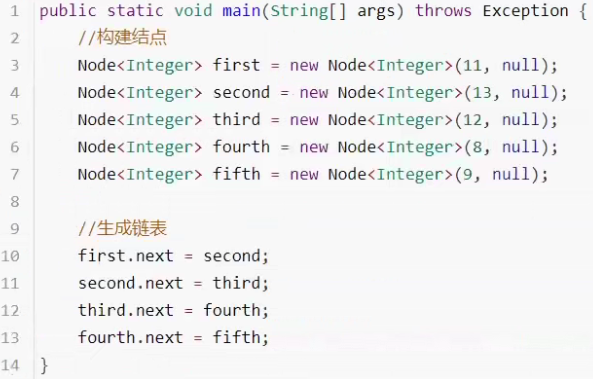 1 public static void main(String[] args) throws Exception {
2 //构建结点
3 Node<Integer> first = new Node<Integer>(11, null);
4 Node<Integer> second = new Node<Integer>(13, null);
5 Node<Integer> third = new Node<Integer>(12, null);
6 Node<Integer> fourth = new Node<Integer>(8, null);
7 Node<Integer> fifth = new Node<Integer>(9, null);
8
9 //生成链表
10 first.next = second;
11 second.next = third;
12 third.next = fourth;
13 fourth.next = fifth;
14 }